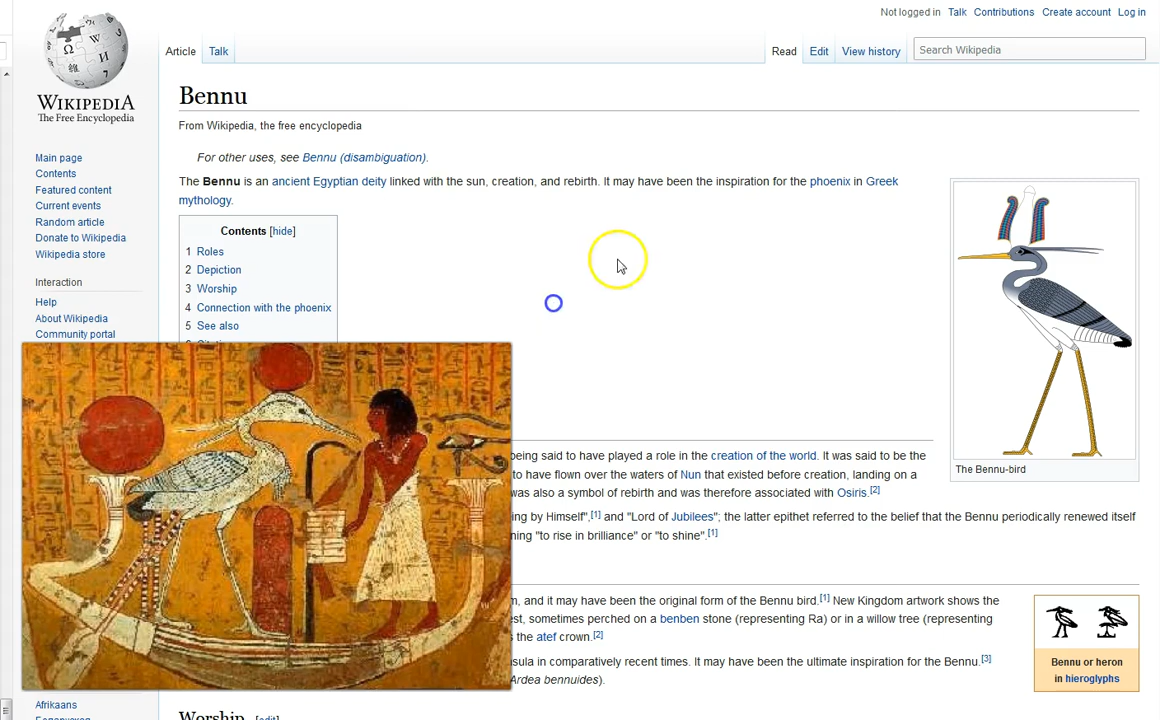 Not logged in Talk Contributions Create account Log in
Article Talk
Read Edit View history
Search Wikipedia
WIKIPEDIA
The Free Encyclopedia
Main page
Contents
Featured content
Current events
Random article
Donate to Wikipedia
Wikipedia store
Interaction
Help
About Wikipedia
Community portal
Afrikaans
Bennu
From Wikipedia, the free encyclopedia
For other uses, see Bennu (disambiguation).
The Bennu is an ancient Egyptian deity linked with the sun, creation, and rebirth. It may have been the inspiration for the phoenix in Greek
mythology.
Contents [hide]
1 Roles
2 Depiction
3 Worship
4 Connection with the phoenix
5 See also
The Bennu-bird
being said to have played a role in the creation of the world. It was said to be the
to have flown over the waters of Nun that existed before creation, landing on a
was also a symbol of rebirth and was therefore associated with Osiris.[2]
ing by Himself",[1] and "Lord of Jubilees"; the latter epithet referred to the belief that the Bennu periodically renewed itself
ning "to rise in brilliance" or "to shine".[1]
, and it may have been the original form of the Bennu bird.[1] New Kingdom artwork shows the
est, sometimes perched on a benben stone (representing Ra) or in a willow tree (representing
s the atef crown.[2]
sula in comparatively recent times. It may have been the ultimate inspiration for the Bennu.[3]
Ardea bennuides).
Bennu or heron
in hieroglyphs
Worship [edit]